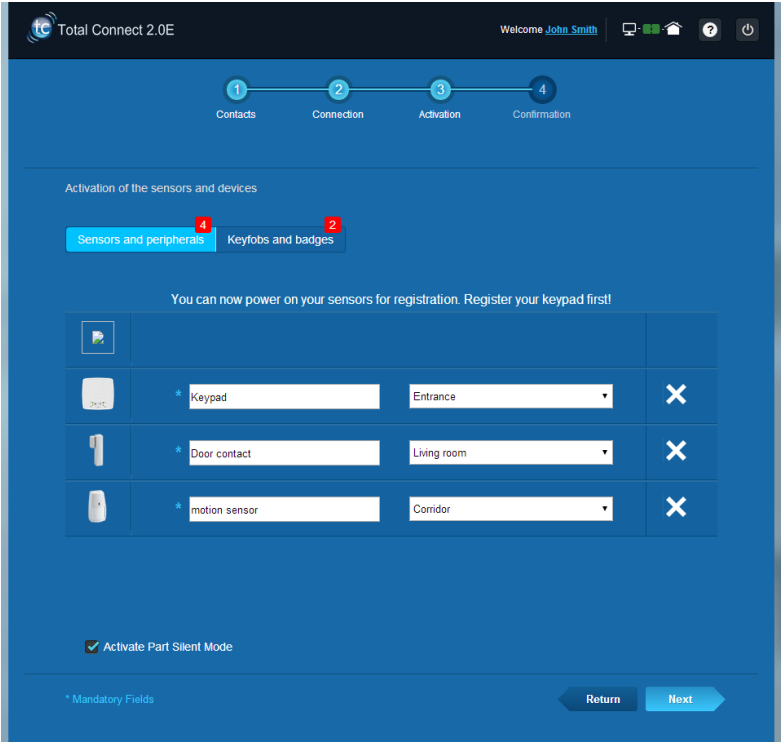 tc Total Connect 2.0E
Welcome John Smith
?
1 2 3 4
Contacts Connection Activation Confirmation
Activation of the sensors and devices
Sensors and peripherals 4 Keyfobs and badges 2
You can now power on your sensors for registration. Register your keypad first!
* Keypad Entrance
* Door contact Living room
* motion sensor Corridor
Activate Part Silent Mode
* Mandatory Fields Return Next